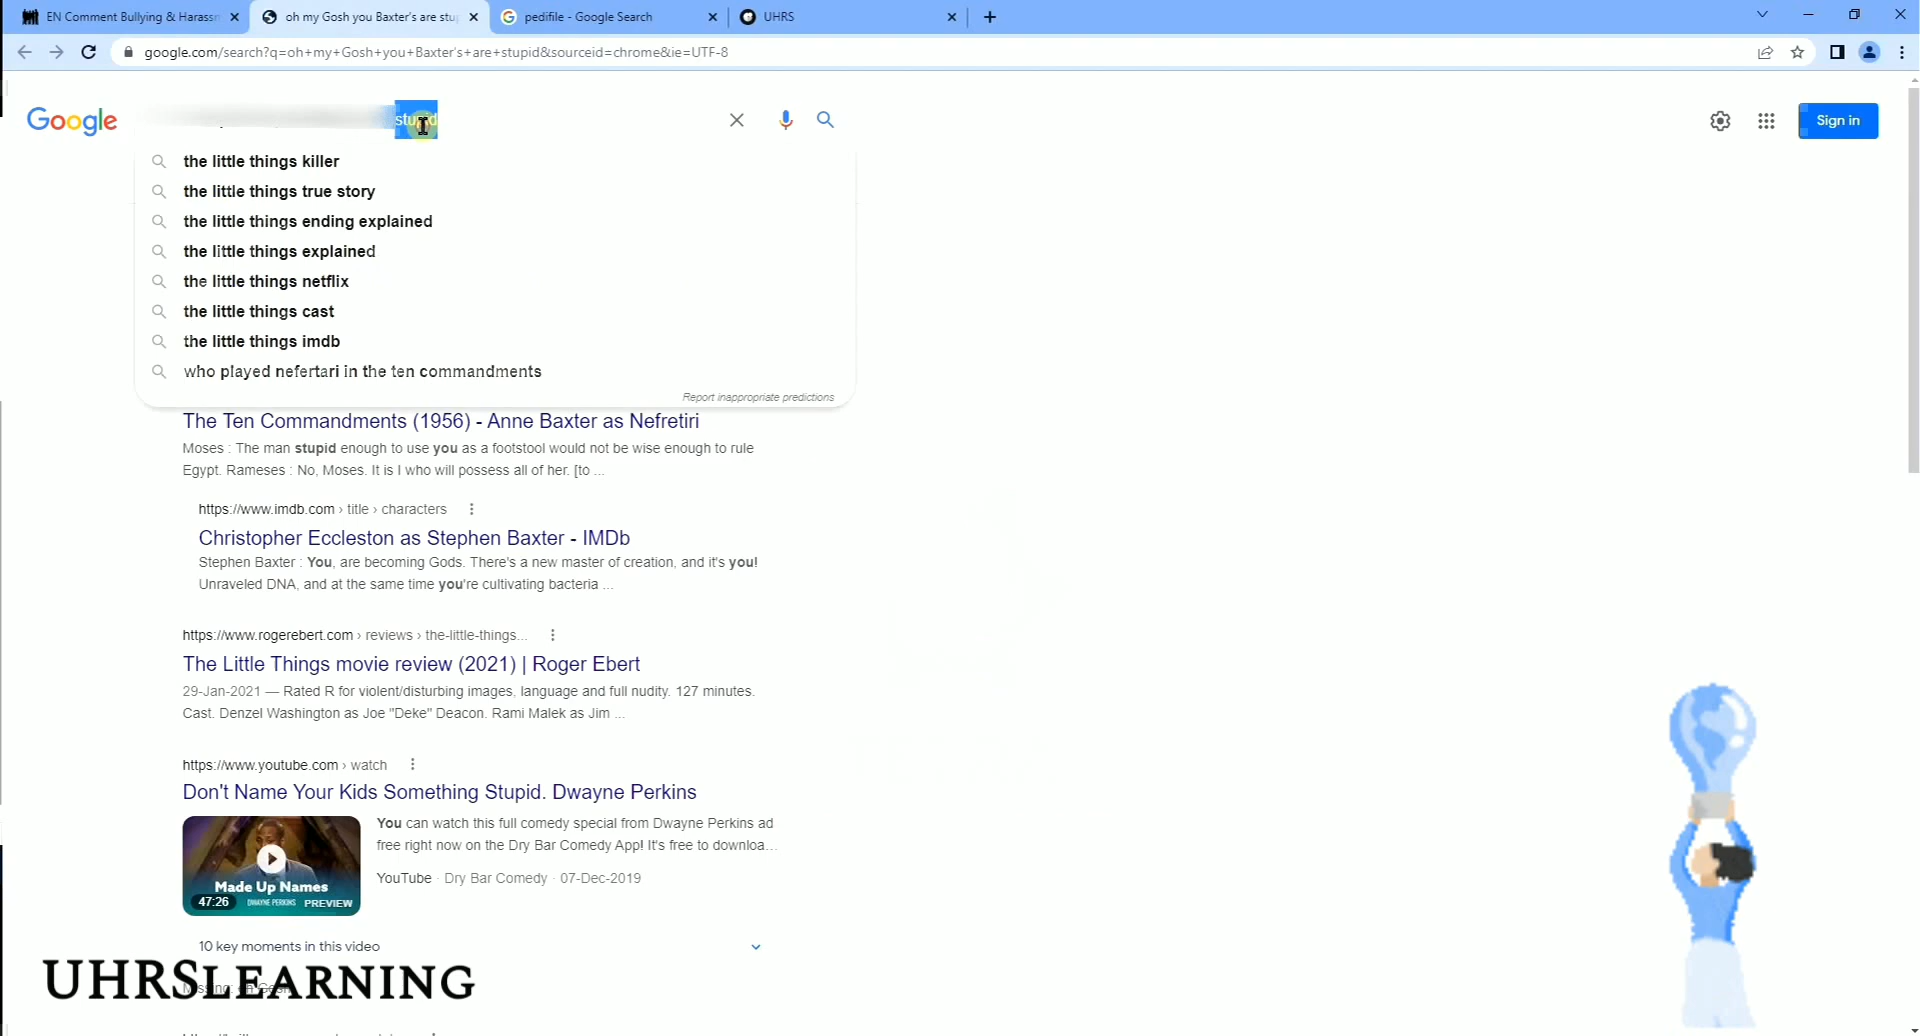 EN Comment Bullying & Harassm
oh my Gosh you Baxter's are stup
pedifile - Google Search
UHRS
google.com/search?q=oh+my+Gosh+you+Baxter's+are+stupid&sourceid=chrome&ie=UTF-8
Google
stupid
Sign in
the little things killer
the little things true story
the little things ending explained
the little things explained
the little things netflix
the little things cast
the little things imdb
who played nefertari in the ten commandments
Report inappropriate predictions
The Ten Commandments (1956) - Anne Baxter as Nefretiri
Moses : The man stupid enough to use you as a footstool would not be wise enough to rule
Egypt. Rameses : No, Moses. It is I who will possess all of her. [to ...
https://www.imdb.com › title › characters
Christopher Eccleston as Stephen Baxter - IMDb
Stephen Baxter : You, are becoming Gods. There's a new master of creation, and it's you!
Unraveled DNA, and at the same time you're cultivating bacteria ...
https://www.rogerebert.com › reviews › the-little-things...
The Little Things movie review (2021) | Roger Ebert
29-Jan-2021 — Rated R for violent/disturbing images, language and full nudity. 127 minutes.
Cast. Denzel Washington as Joe "Deke" Deacon. Rami Malek as Jim ...
https://www.youtube.com › watch
Don't Name Your Kids Something Stupid. Dwayne Perkins
You can watch this full comedy special from Dwayne Perkins ad
free right now on the Dry Bar Comedy App! It's free to downloa...
Made Up Names
47:26 DWAYNE PERKINS PREVIEW
YouTube · Dry Bar Comedy · 07-Dec-2019
10 key moments in this video
UHRSLEARNING